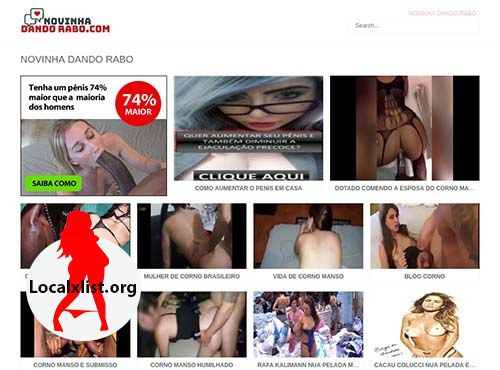 NOVINHA
DANDO RABO.COM
NOVINHA DANDO RABO
Search...
NOVINHA DANDO RABO
Tenha um pênis 74%
maior que a maioria
dos homens
74%
MAIOR
SAIBA COMO
QUER AUMENTAR SEU PÊNIS E
TAMBÉM DIMINUIR A
EJACULAÇÃO PRECOCE?
CLIQUE AQUI
COMO AUMENTAR O PENIS EM CASA
DOTADO COMENDO A ESPOSA DO CORNO MA...
Localxlist.org
MULHER DE CORNO BRASILEIRO
VIDA DE CORNO MANSO
BLOG CORNO
CORNO MANSO E SUBMISSO
CORNO MANSO HUMILHADO
RAFA KALIMANN NUA PELADA M...
CACAU COLUCCI NUA PELADA E...